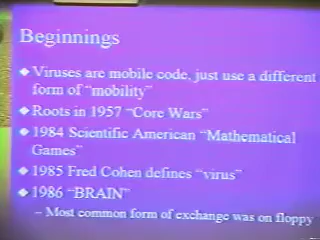 Beginnings
◆ Viruses are mobile code, just use a different
form of "mobility"
◆ Roots in 1957 "Core Wars"
◆ 1984 Scientific American "Mathematical
Games"
◆ 1985 Fred Cohen defines "virus"
◆ 1986 "BRAIN"
– Most common form of exchange was on floppy